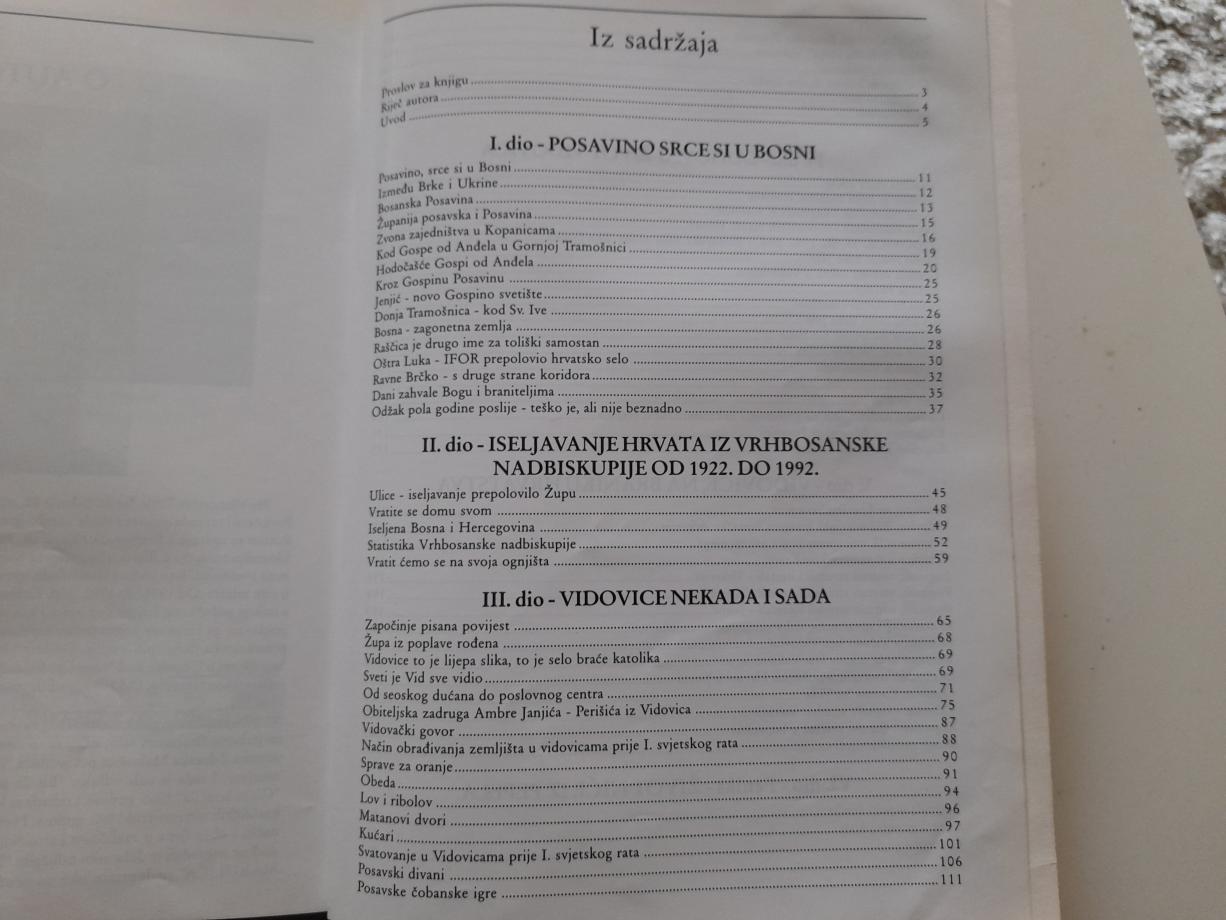 Iz sadržaja
Proslov za knjigu ........ 3
Riječ autora ........ 4
Uvod ........ 5
I. dio - POSAVINO SRCE SI U BOSNI
Posavino, srce si u Bosni ........ 11
Između Brke i Ukrine ........ 12
Bosanska Posavina ........ 13
Županija posavska i Posavina ........ 15
Zvona zajedništva u Kopanicama ........ 16
Kod Gospe od Anđela u Gornjoj Tramošnici ........ 19
Hodočašće Gospi od Anđela ........ 20
Kroz Gospinu Posavinu ........ 25
Jenjić - novo Gospino svetište ........ 25
Donja Tramošnica - kod Sv. Ive ........ 26
Bosna - zagonetna zemlja ........ 26
Raščica je drugo ime za toliški samostan ........ 28
Oštra Luka - IFOR prepolovio hrvatsko selo ........ 30
Ravne Brčko - s druge strane koridora ........ 32
Dani zahvale Bogu i braniteljima ........ 35
Odžak pola godine poslije - teško je, ali nije beznadno ........ 37
II. dio - ISELJAVANJE HRVATA IZ VRHBOSANSKE
NADBISKUPIJE OD 1922. DO 1992.
Ulice - iseljavanje prepolovilo Župu ........ 45
Vratite se domu svom ........ 48
Iseljena Bosna i Hercegovina ........ 49
Statistika Vrhbosanske nadbiskupije ........ 52
Vratit ćemo se na svoja ognjišta ........ 59
III. dio - VIDOVICE NEKADA I SADA
Započinje pisana povijest ........ 65
Župa iz poplave rođena ........ 68
Vidovice to je lijepa slika, to je selo braće katolika ........ 69
Sveti je Vid sve vidio ........ 69
Od seoskog dućana do poslovnog centra ........ 71
Obiteljska zadruga Ambre Janjića - Perišića iz Vidovica ........ 75
Vidovački govor ........ 87
Način obrađivanja zemljišta u vidovicama prije I. svjetskog rata ........ 88
Sprave za oranje ........ 90
Obeda ........ 91
Lov i ribolov ........ 94
Matanovi dvori ........ 96
Kućari ........ 97
Svatovanje u Vidovicama prije I. svjetskog rata ........ 101
Posavski divani ........ 106
Posavske čobanske igre ........ 111